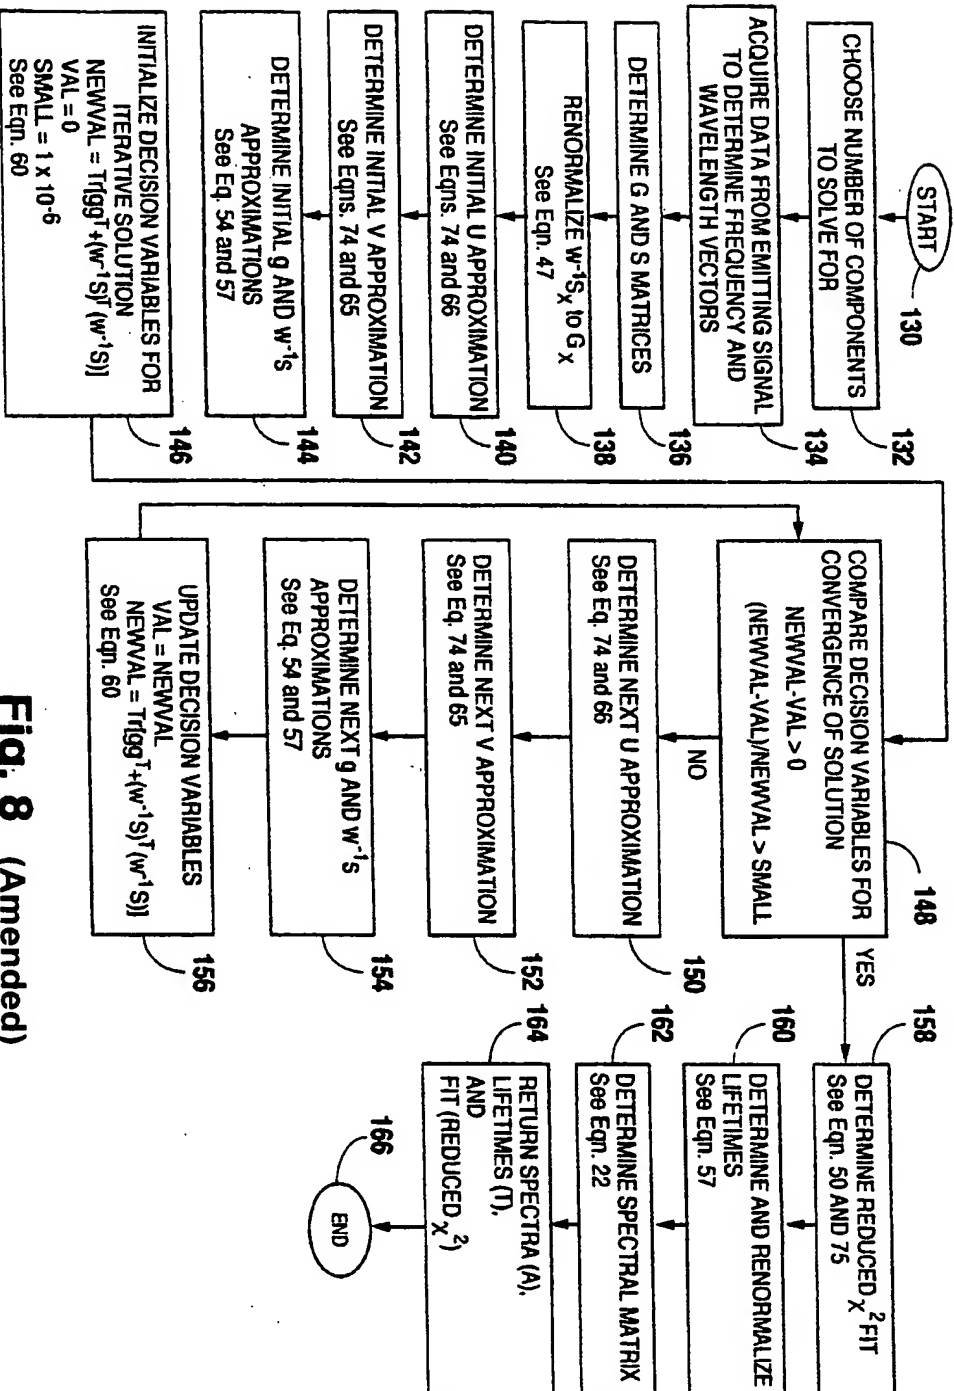 START
130
CHOOSE NUMBER OF COMPONENTS
TO SOLVE FOR
132
ACQUIRE DATA FROM EMITTING SIGNAL
TO DETERMINE FREQUENCY AND
WAVELENGTH VECTORS
134
DETERMINE G AND S MATRICES
136
RENORMALIZE w⁻¹Sₓ to Gₓ
See Eqn. 47
138
DETERMINE INITIAL U APPROXIMATION
See Eqns. 74 and 66
140
DETERMINE INITIAL V APPROXIMATION
See Eqns. 74 and 65
142
DETERMINE INITIAL g AND w⁻¹s
APPROXIMATIONS
See Eq. 54 and 57
144
INITIALIZE DECISION VARIABLES FOR
ITERATIVE SOLUTION
NEWVAL = Tr[ggᵀ+(w⁻¹S)ᵀ(w⁻¹S)]
VAL = 0
SMALL = 1 x 10⁻⁶
See Eqn. 60
146
COMPARE DECISION VARIABLES FOR
CONVERGENCE OF SOLUTION
NEWVAL-VAL > 0
(NEWVAL-VAL)/NEWVAL > SMALL
148
NO
YES
DETERMINE NEXT U APPROXIMATION
See Eq. 74 and 66
150
DETERMINE NEXT V APPROXIMATION
See Eq. 74 and 65
152
DETERMINE NEXT g AND w⁻¹s
APPROXIMATIONS
See Eq. 54 and 57
154
UPDATE DECISION VARIABLES
VAL = NEWVAL
NEWVAL = Tr[ggᵀ+(w⁻¹S)ᵀ(w⁻¹S)]
See Eqn. 60
156
158
DETERMINE REDUCED χ² FIT
See Eqn. 50 AND 75
160
DETERMINE AND RENORMALIZE
LIFETIMES
See Eqn. 57
162
DETERMINE SPECTRAL MATRIX
See Eqn. 22
164
RETURN SPECTRA (A),
LIFETIMES (T),
AND
FIT (REDUCED χ²)
166
END
Fig. 8 (Amended)